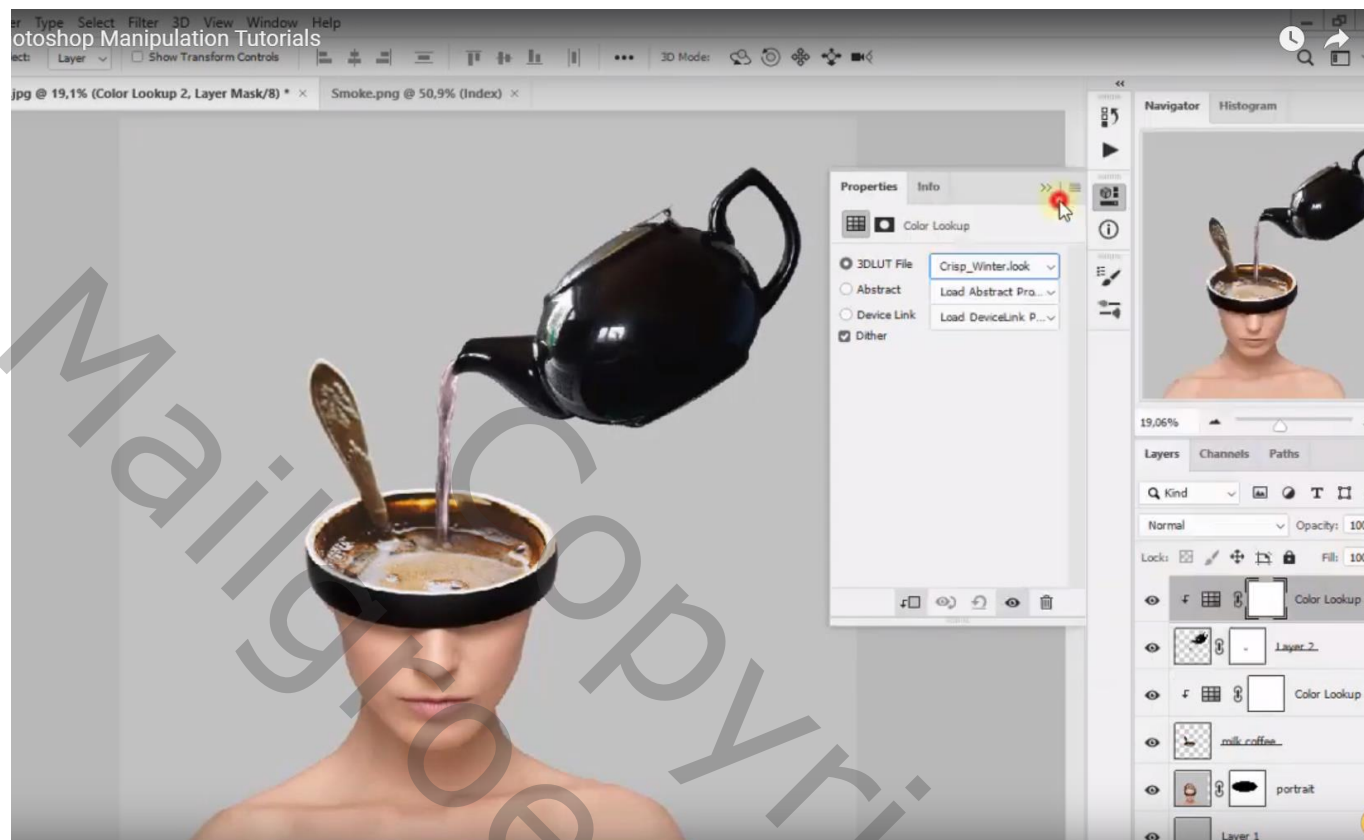 er Type Select Filter 3D View Window Help
otoshop Manipulation Tutorials
ect: Layer Show Transform Controls 3D Mode:
jpg @ 19,1% (Color Lookup 2, Layer Mask/8) * × Smoke.png @ 50,9% (Index) ×
Navigator Histogram
Properties Info
Color Lookup
3DLUT File Crisp_Winter.look
Abstract Load Abstract Pro...
Device Link Load DeviceLink P...
Dither
19,06%
Layers Channels Paths
Kind
Normal Opacity: 100
Lock: Fill: 100
Color Lookup
Layer 2
Color Lookup
milk coffee
portrait
Layer 1
Copyri
Mailgroe